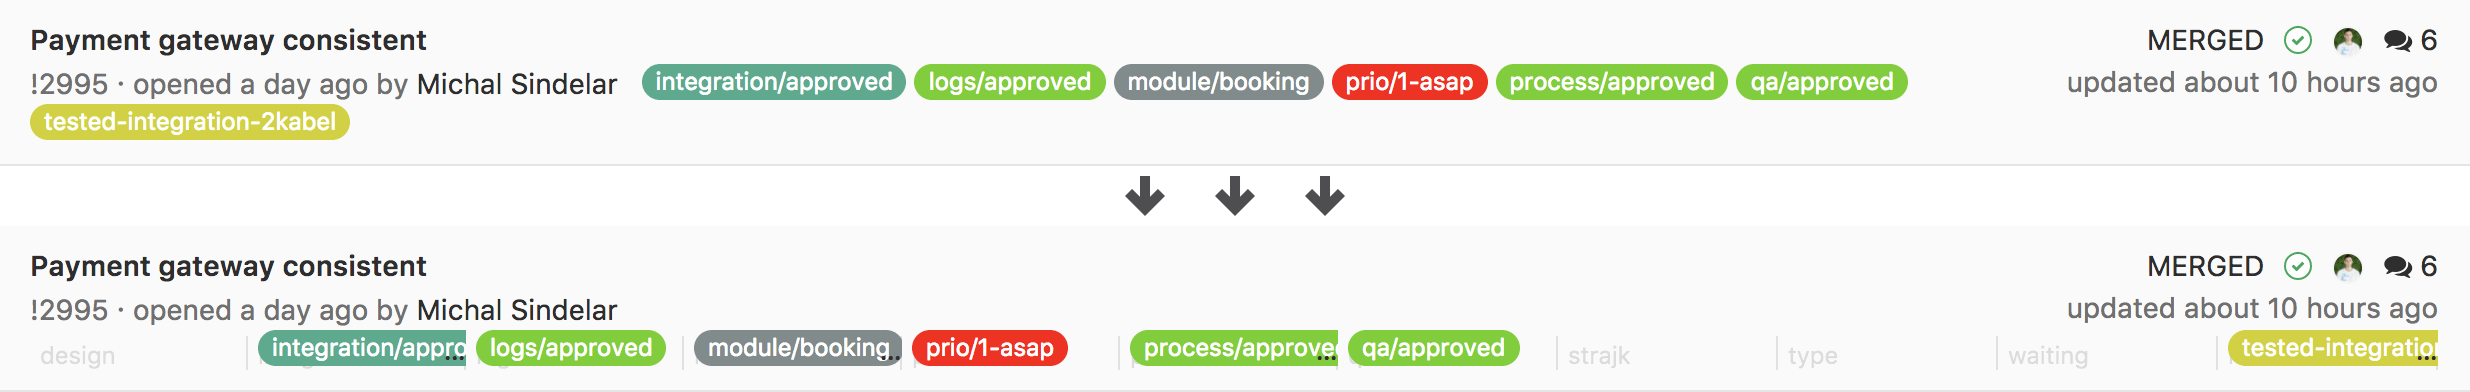 Payment gateway consistent MERGED 6
!2995 · opened a day ago by Michal Sindelar integration/approved logs/approved module/booking prio/1-asap process/approved qa/approved updated about 10 hours ago
tested-integration-2kabel
Payment gateway consistent MERGED 6
!2995 · opened a day ago by Michal Sindelar updated about 10 hours ago
design integration/appro... logs/approved module/booking... prio/1-asap process/approve... qa/approved strajk type waiting tested-integratio...